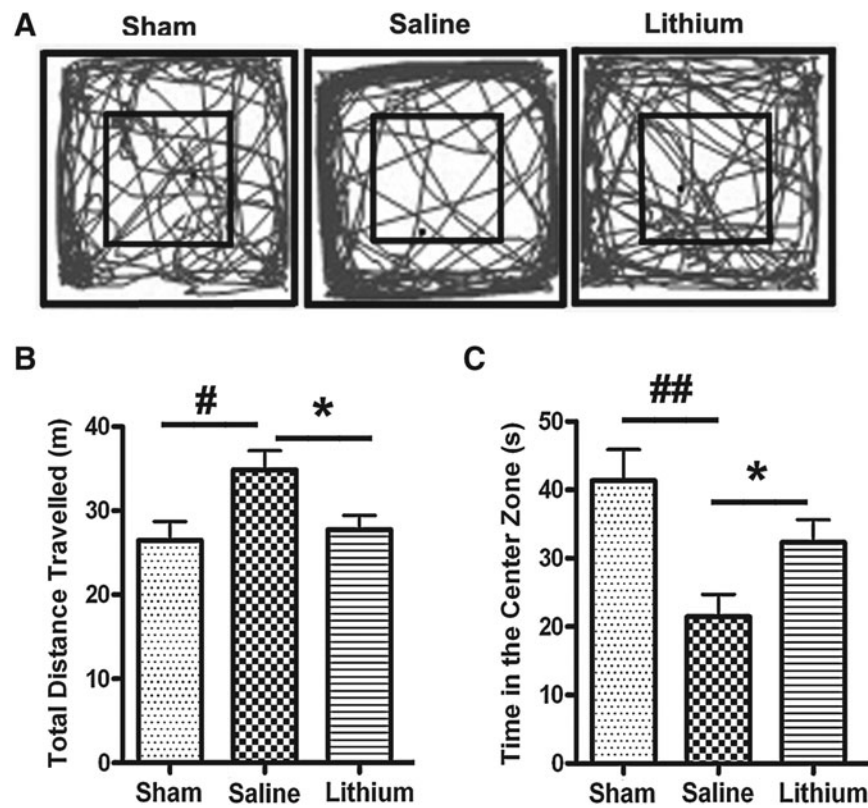 A
Sham Saline Lithium
B
Total Distance Travelled (m)
# *
40
30
20
10
0
Sham Saline Lithium
C
Time in the Center Zone (s)
##
*
50
40
30
20
10
0
Sham Saline Lithium